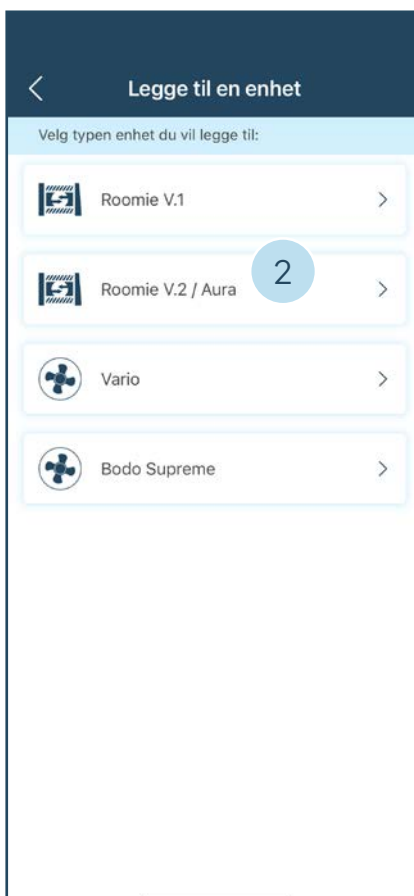 Legge til en enhet
Velg typen enhet du vil legge til:
Roomie V.1
Roomie V.2 / Aura
2
Vario
Bodo Supreme